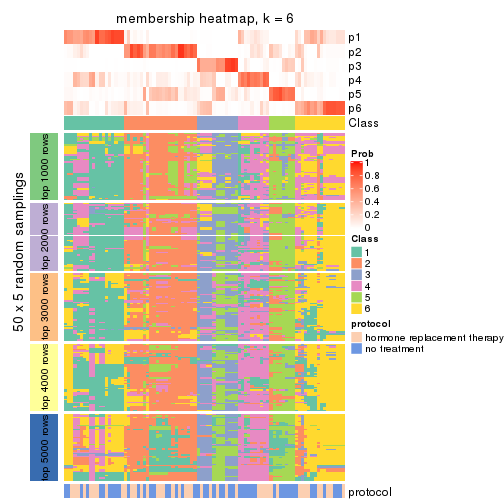 membership heatmap, k = 6
p1
p2
p3
p4
p5
p6
Class
50 x 5 random samplings
top 1000 rows
top 2000 rows
top 3000 rows
top 4000 rows
top 5000 rows
Prob
1
0.8
0.6
0.4
0.2
0
Class
1
2
3
4
5
6
protocol
hormone replacement therapy
no treatment
protocol